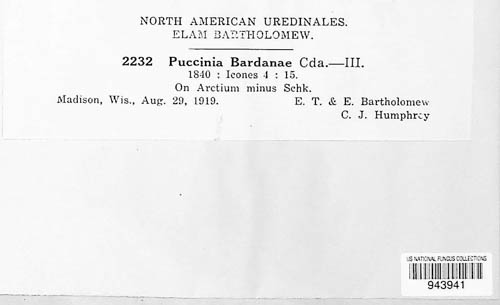 NORTH AMERICAN UREDINALES.
ELAM BARTHOLOMEW.
2232 Puccinia Bardanae Cda.—III.
1840 : Icones 4 : 15.
On Arctium minus Schk.
Madison, Wis., Aug. 29, 1919. E. T. & E. Bartholomew
C. J. Humphrey
US NATIONAL FUNGUS COLLECTIONS
943941